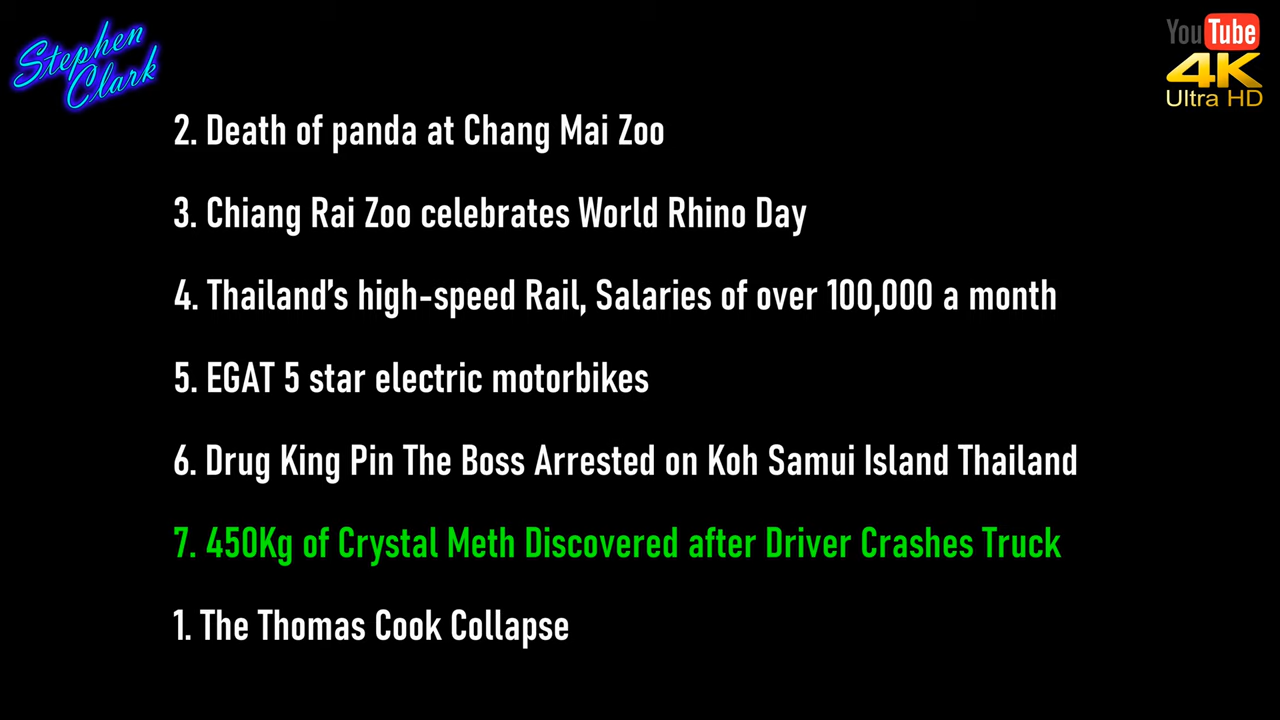 Stephen
Clark
YouTube
4K
Ultra HD
2. Death of panda at Chang Mai Zoo
3. Chiang Rai Zoo celebrates World Rhino Day
4. Thailand’s high-speed Rail, Salaries of over 100,000 a month
5. EGAT 5 star electric motorbikes
6. Drug King Pin The Boss Arrested on Koh Samui Island Thailand
7. 450Kg of Crystal Meth Discovered after Driver Crashes Truck
1. The Thomas Cook Collapse